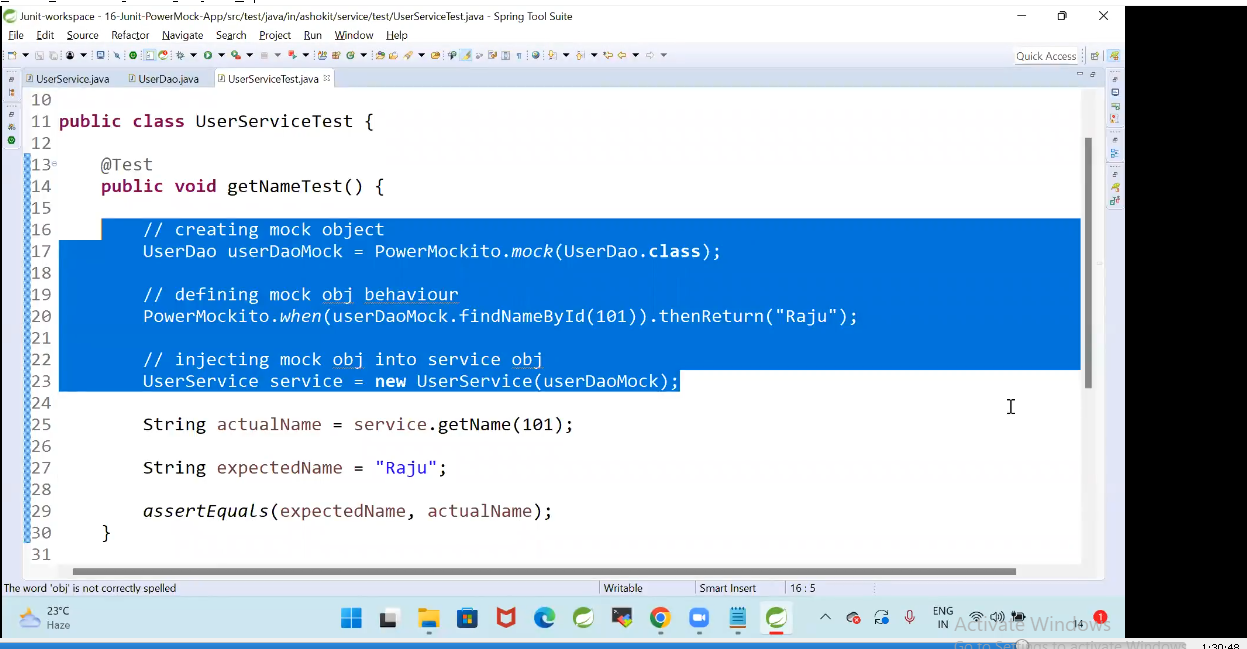 Junit-workspace - 16-Junit-PowerMock-App/src/test/java/in/ashokit/service/test/UserServiceTest.java - Spring Tool Suite
File Edit Source Refactor Navigate Search Project Run Window Help
Quick Access
UserService.java UserDao.java UserServiceTest.java
10
11 public class UserServiceTest {
12
13 @Test
14 public void getNameTest() {
15
16 // creating mock object
17 UserDao userDaoMock = PowerMockito.mock(UserDao.class);
18
19 // defining mock obj behaviour
20 PowerMockito.when(userDaoMock.findNameById(101)).thenReturn("Raju");
21
22 // injecting mock obj into service obj
23 UserService service = new UserService(userDaoMock);
24
25 String actualName = service.getName(101);
26
27 String expectedName = "Raju";
28
29 assertEquals(expectedName, actualName);
30 }
31
The word 'obj' is not correctly spelled Writable Smart Insert 16 : 5
23°C
Haze
ENG
IN
14
1
Activate Windows
Go to Settings to activate Windows.
1:30:48